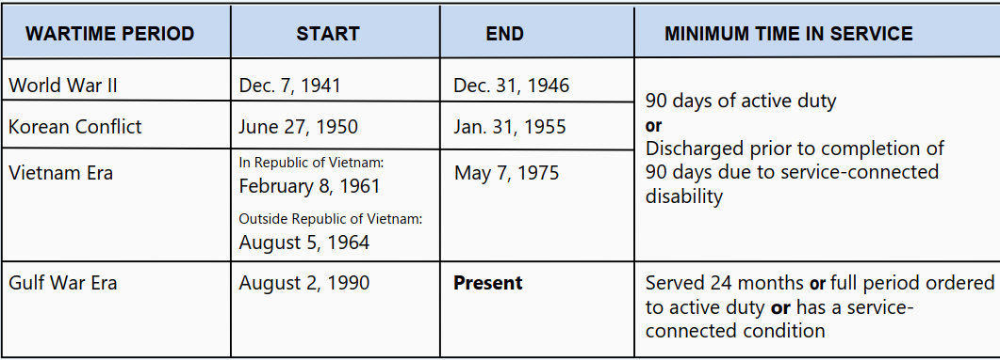 WARTIME PERIOD START END MINIMUM TIME IN SERVICE
World War II Dec. 7, 1941 Dec. 31, 1946
Korean Conflict June 27, 1950 Jan. 31, 1955
Vietnam Era
In Republic of Vietnam:
February 8, 1961
Outside Republic of Vietnam:
August 5, 1964
May 7, 1975
90 days of active duty
or
Discharged prior to completion of
90 days due to service-connected
disability
Gulf War Era August 2, 1990 Present
Served 24 months or full period ordered
to active duty or has a service-
connected condition